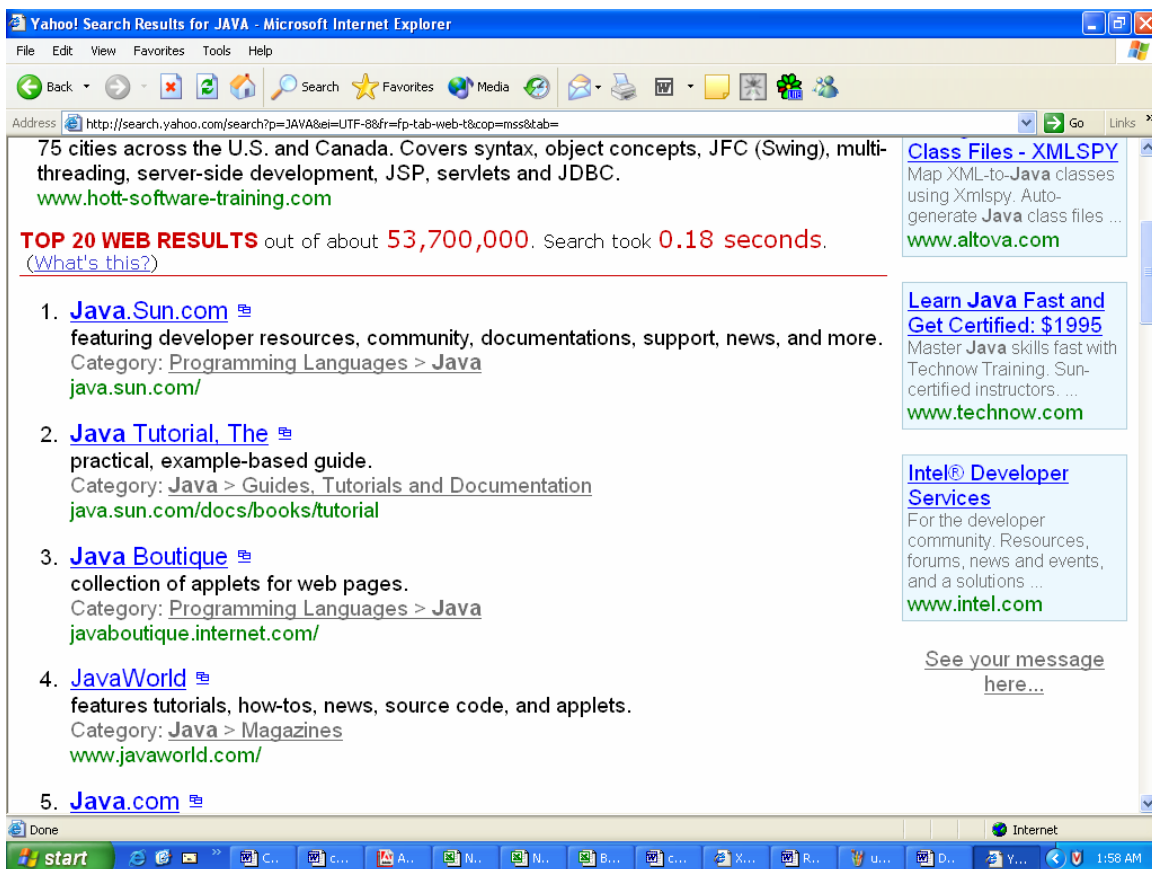 Yahoo! Search Results for JAVA - Microsoft Internet Explorer
File Edit View Favorites Tools Help
Back Search Favorites Media
Address http://search.yahoo.com/search?p=JAVA&ei=UTF-8&fr=fp-tab-web-t&cop=mss&tab= Go Links »
75 cities across the U.S. and Canada. Covers syntax, object concepts, JFC (Swing), multi-
threading, server-side development, JSP, servlets and JDBC.
www.hott-software-training.com
TOP 20 WEB RESULTS out of about 53,700,000. Search took 0.18 seconds.
(What's this?)
1. Java.Sun.com
featuring developer resources, community, documentations, support, news, and more.
Category: Programming Languages > Java
java.sun.com/
2. Java Tutorial, The
practical, example-based guide.
Category: Java > Guides, Tutorials and Documentation
java.sun.com/docs/books/tutorial
3. Java Boutique
collection of applets for web pages.
Category: Programming Languages > Java
javaboutique.internet.com/
4. JavaWorld
features tutorials, how-tos, news, source code, and applets.
Category: Java > Magazines
www.javaworld.com/
5. Java.com
Class Files - XMLSPY
Map XML-to-Java classes
using Xmlspy. Auto-
generate Java class files ...
www.altova.com
Learn Java Fast and
Get Certified: $1995
Master Java skills fast with
Technow Training. Sun-
certified instructors. ...
www.technow.com
Intel® Developer
Services
For the developer
community. Resources,
forums, news and events,
and a solutions ...
www.intel.com
See your message
here...
Done Internet
start » C... c... A... N... N... B... c... X... R... u... D... Y... 1:58 AM